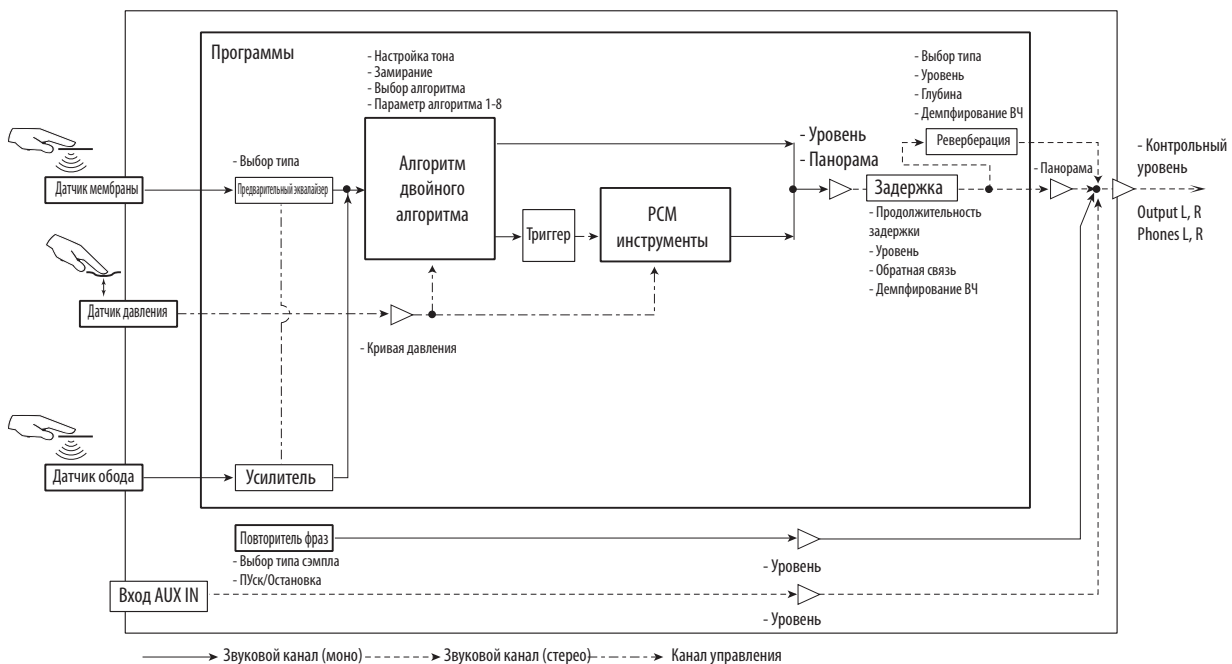 Программы
- Настройка тона
- Замирание
- Выбор алгоритма
- Параметр алгоритма 1-8
- Выбор типа
- Уровень
- Глубина
- Демпфирование ВЧ
Датчик мембраны
- Выбор типа
Предварительный эквалайзер
Алгоритм
двойного
алгоритма
Триггер
PCM
инструменты
- Уровень
- Панорама
Реверберация
Задержка
- Продолжительность
задержки
- Уровень
- Обратная связь
- Демпфирование ВЧ
- Панорама
- Контрольный
уровень
Output L, R
Phones L, R
Датчик давления
- Кривая давления
Датчик обода
Усилитель
Повторитель фраз
- Выбор типа сэмпла
- ПУск/Остановка
- Уровень
Вход AUX IN
- Уровень
Звуковой канал (моно)
Звуковой канал (стерео)
Канал управления